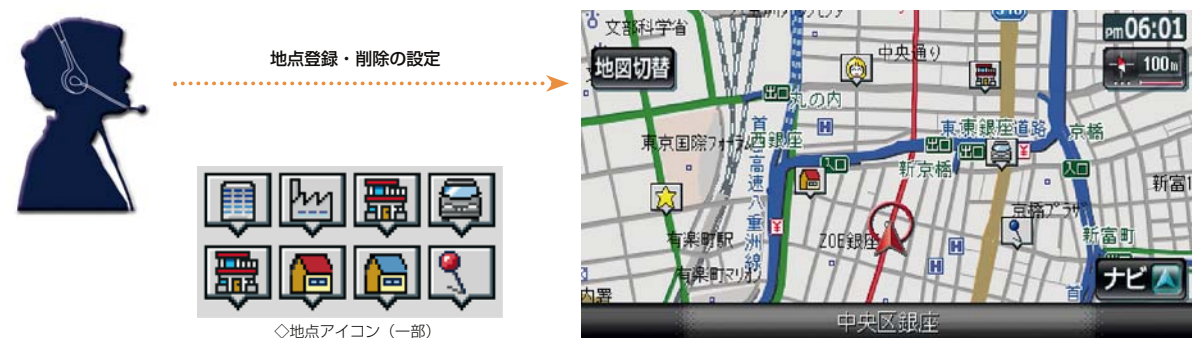 地点登録・削除の設定
◇地点アイコン（一部）
文部科学省
中央通り
pm06:01
地図切替
100m
出口
丸の内
H
東京国際フォーラム
西銀座
首
高速八重洲線
東東銀座道路
京橋
出口
出口
¥
入口
新京橋
入口
新富1
京橋プラザ
有楽町駅
¥
ZOE銀座
H
新富町
H
有楽町マリオン
内署
首
ナビ
中央区銀座